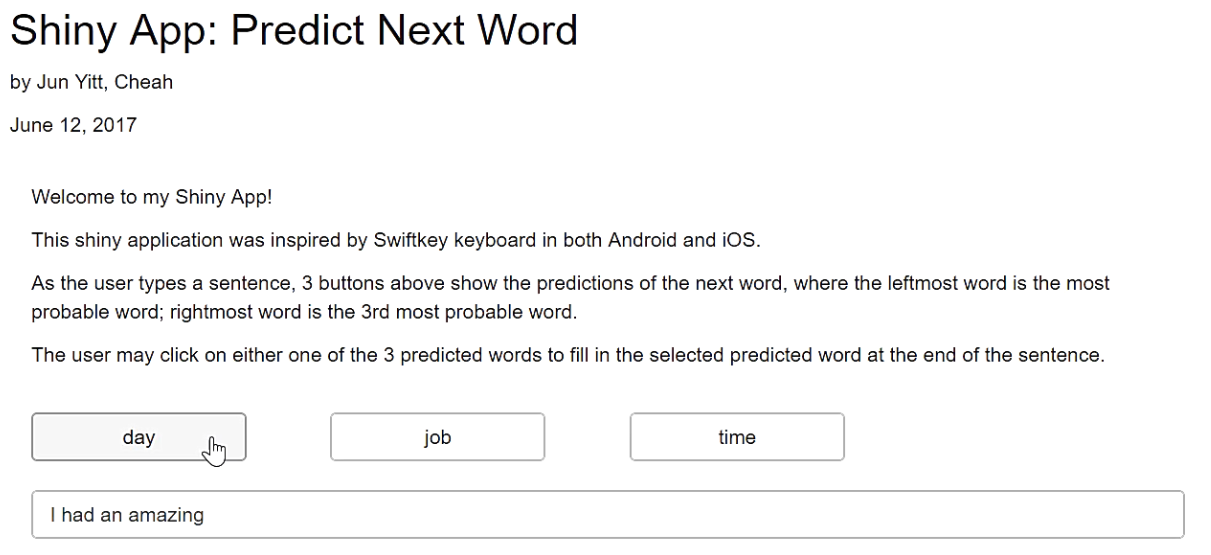 Shiny App: Predict Next Word
by Jun Yitt, Cheah
June 12, 2017
Welcome to my Shiny App!
This shiny application was inspired by Swiftkey keyboard in both Android and iOS.
As the user types a sentence, 3 buttons above show the predictions of the next word, where the leftmost word is the most
probable word; rightmost word is the 3rd most probable word.
The user may click on either one of the 3 predicted words to fill in the selected predicted word at the end of the sentence.
day job time
I had an amazing